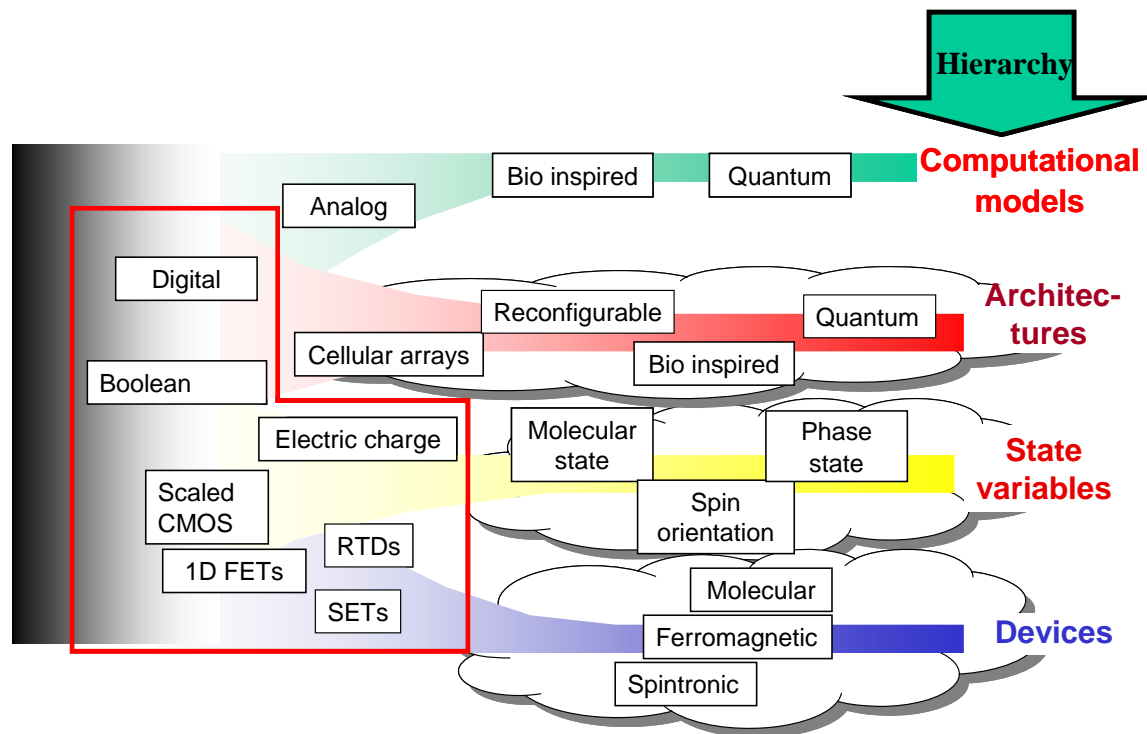 Hierarchy
Computational
models
Bio inspired
Quantum
Analog
Digital
Architec-
tures
Reconfigurable
Quantum
Cellular arrays
Bio inspired
Boolean
Electric charge
Molecular
state
Phase
state
State
variables
Scaled
CMOS
Spin
orientation
RTDs
1D FETs
Molecular
SETs
Ferromagnetic
Devices
Spintronic